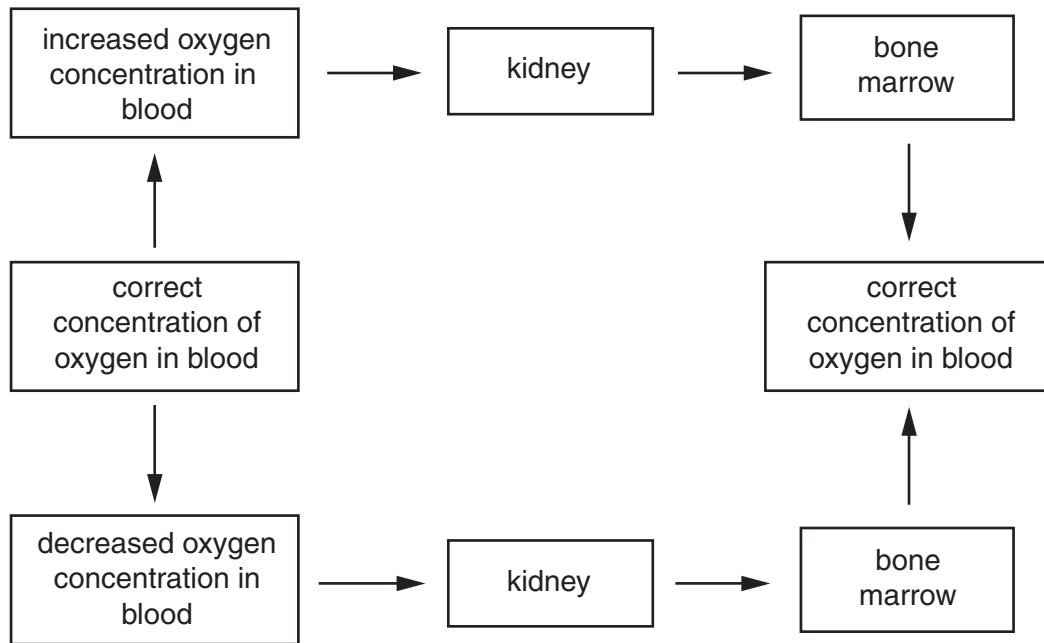 increased oxygen
concentration in
blood
kidney
bone
marrow
correct
concentration of
oxygen in blood
correct
concentration of
oxygen in blood
decreased oxygen
concentration in
blood
kidney
bone
marrow